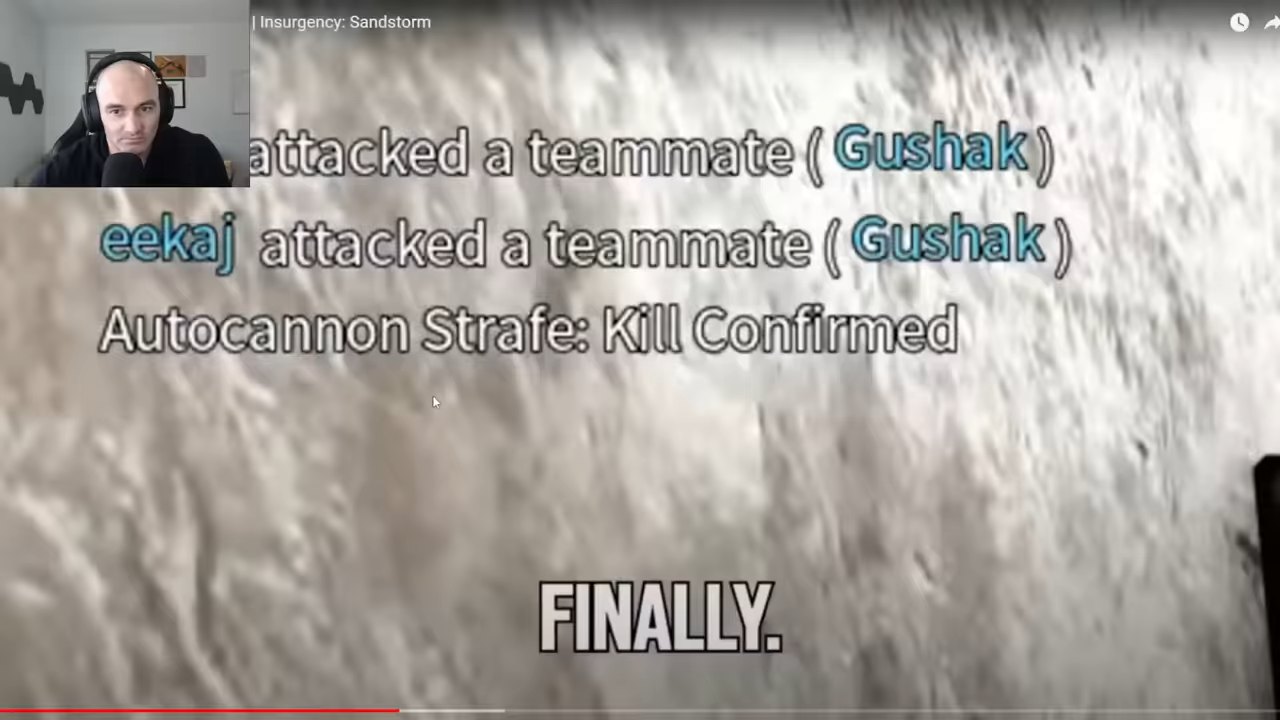 | Insurgency: Sandstorm
attacked a teammate ( Gushak )
eekaj attacked a teammate ( Gushak )
Autocannon Strafe: Kill Confirmed
FINALLY.